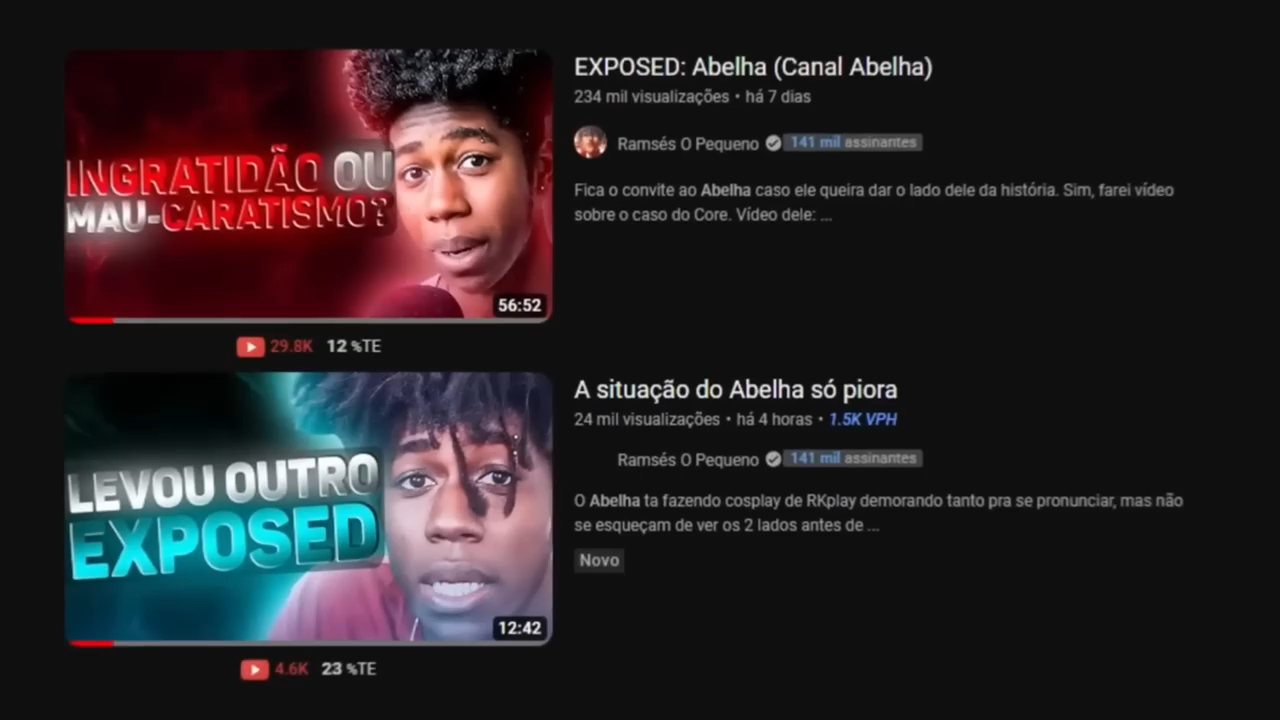 INGRATIDÃO OU
MAU-CARATISMO?
56:52
29.8K 12 %TE
EXPOSED: Abelha (Canal Abelha)
234 mil visualizações • há 7 dias
Ramsés O Pequeno 141 mil assinantes
Fica o convite ao Abelha caso ele queira dar o lado dele da história. Sim, farei vídeo
sobre o caso do Core. Vídeo dele: ...
LEVOU OUTRO
EXPOSED
12:42
4.6K 23 %TE
A situação do Abelha só piora
24 mil visualizações • há 4 horas • 1.5K VPH
Ramsés O Pequeno 141 mil assinantes
O Abelha ta fazendo cosplay de RKplay demorando tanto pra se pronunciar, mas não
se esqueçam de ver os 2 lados antes de ...
Novo